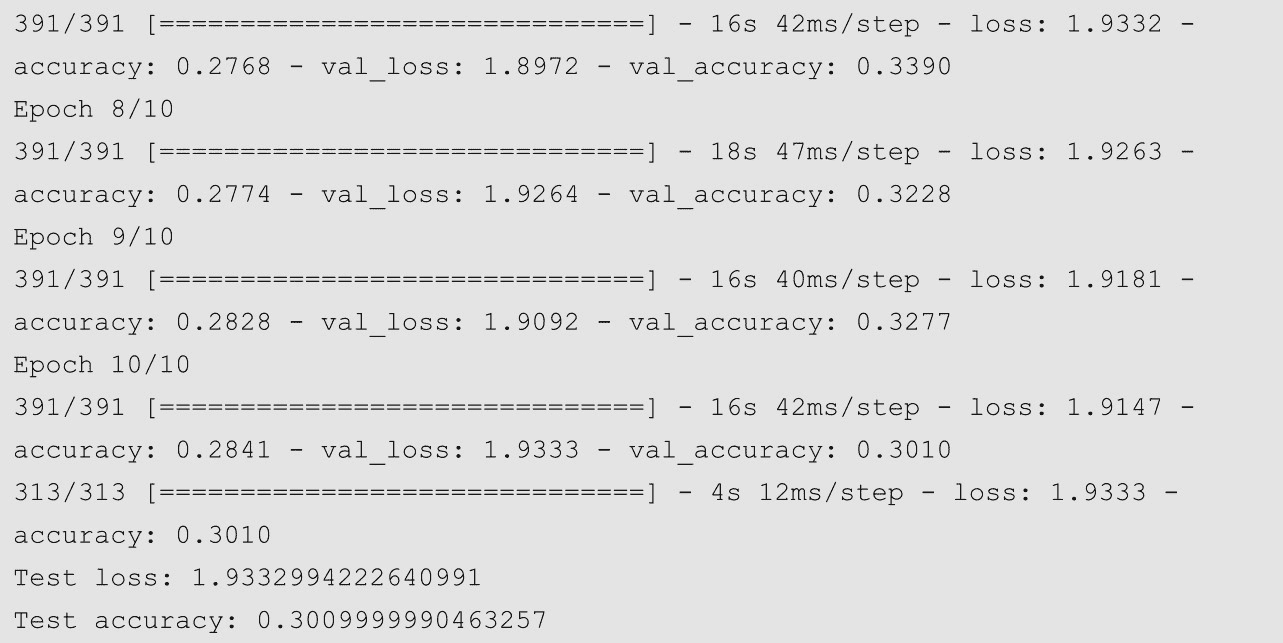 391/391 [==============================] - 16s 42ms/step - loss: 1.9332 -
accuracy: 0.2768 - val_loss: 1.8972 - val_accuracy: 0.3390
Epoch 8/10
391/391 [==============================] - 18s 47ms/step - loss: 1.9263 -
accuracy: 0.2774 - val_loss: 1.9264 - val_accuracy: 0.3228
Epoch 9/10
391/391 [==============================] - 16s 40ms/step - loss: 1.9181 -
accuracy: 0.2828 - val_loss: 1.9092 - val_accuracy: 0.3277
Epoch 10/10
391/391 [==============================] - 16s 42ms/step - loss: 1.9147 -
accuracy: 0.2841 - val_loss: 1.9333 - val_accuracy: 0.3010
313/313 [==============================] - 4s 12ms/step - loss: 1.9333 -
accuracy: 0.3010
Test loss: 1.9332994222640991
Test accuracy: 0.3009999990463257